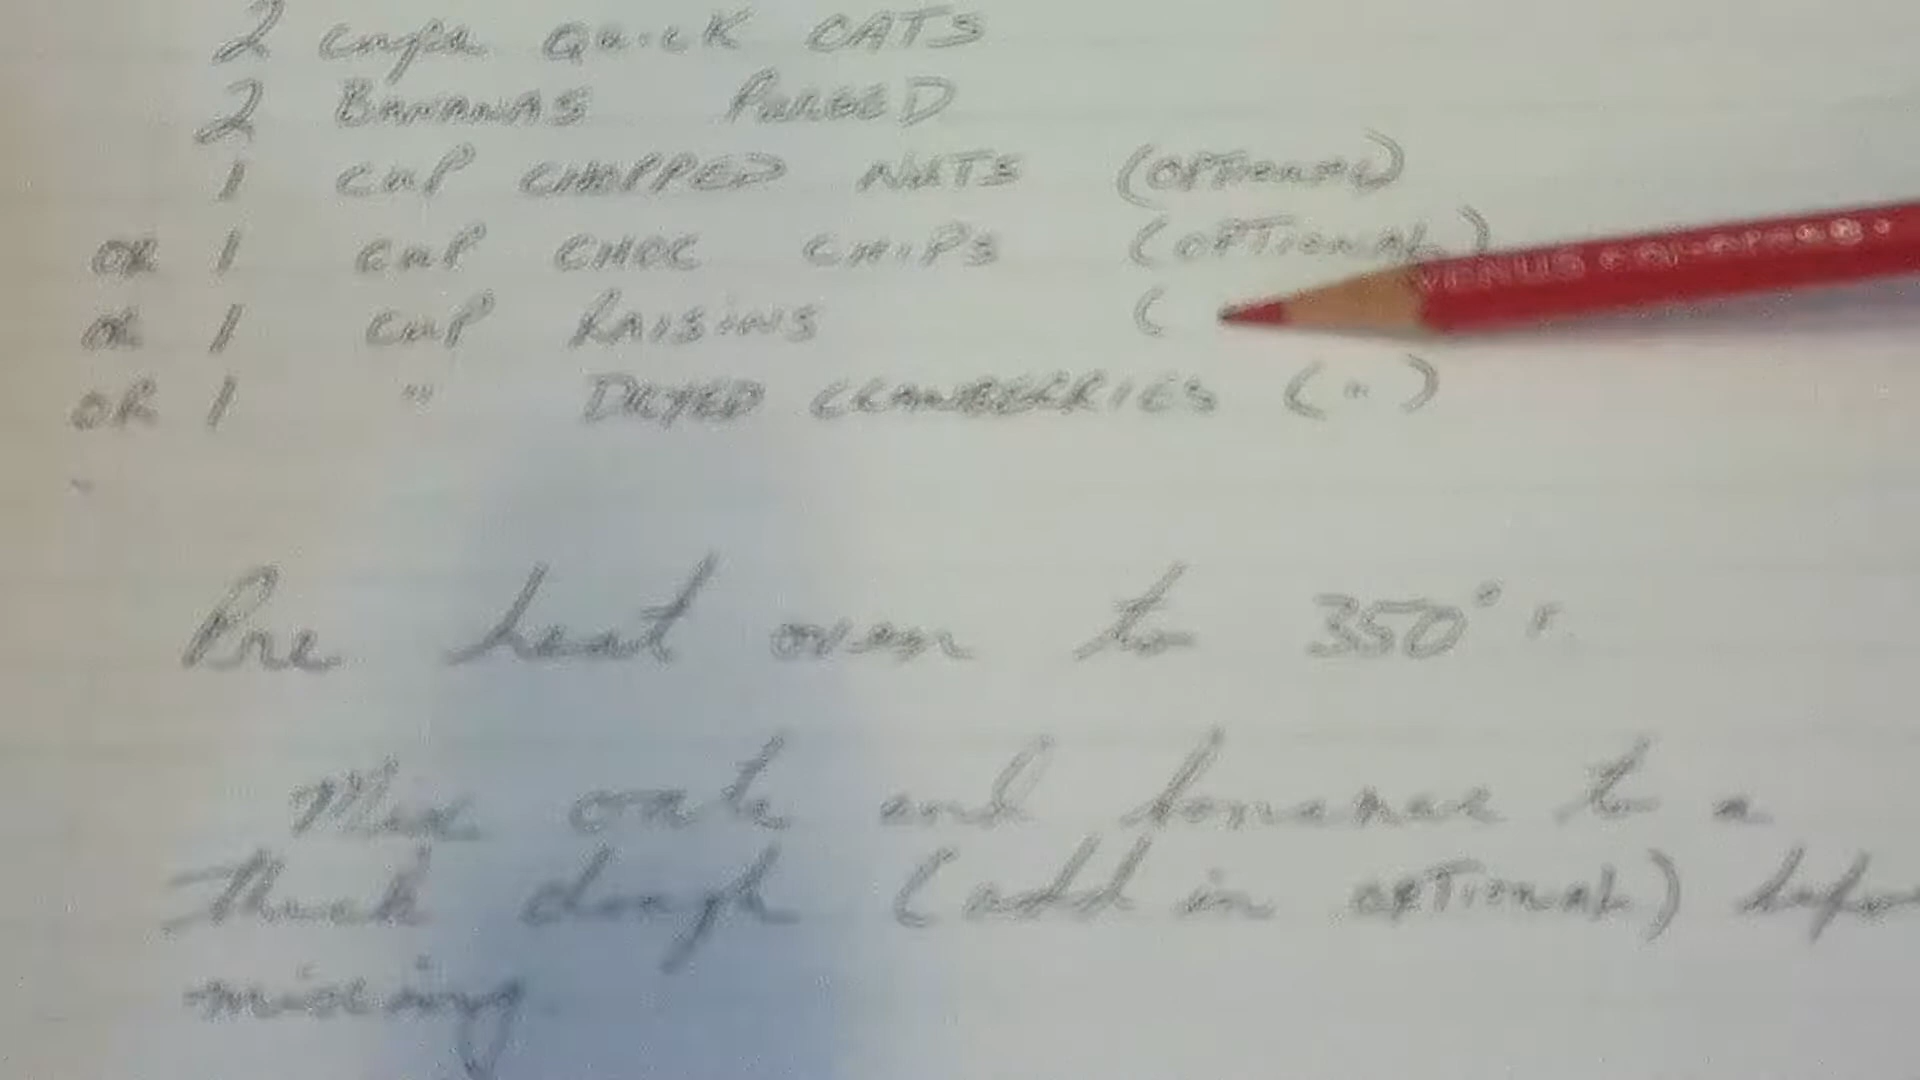 2 cups QUICK OATS
2 BANANAS PUREED
1 CUP CHOPPED NUTS (OPTIONAL)
OR 1 CUP CHOC CHIPS (OPTIONAL)
OR 1 CUP RAISINS (
OR 1 " DRYED CRANBERRIES (")
Pre heat oven to 350°
Mix oats and bananas to a
thick dough (add in OPTIONAL) before
mixing.